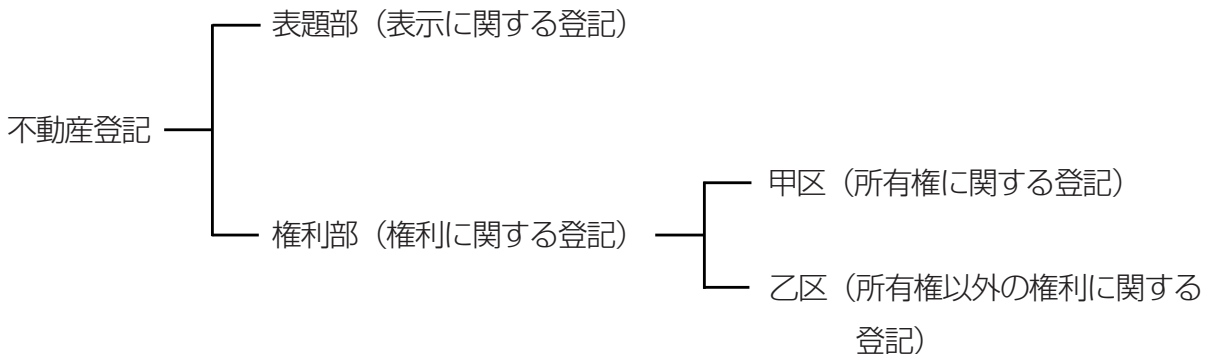 表題部（表示に関する登記）
不動産登記
甲区（所有権に関する登記）
権利部（権利に関する登記）
乙区（所有権以外の権利に関する
登記）